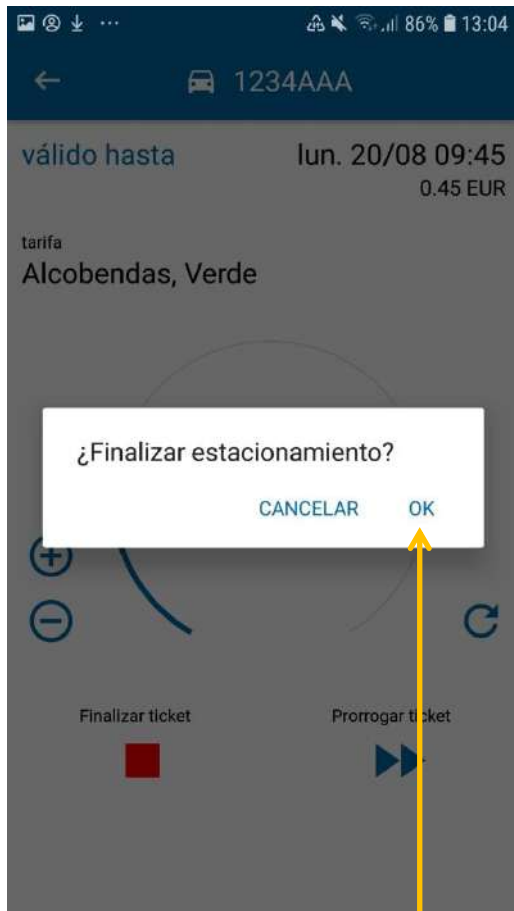 86% 13:04
1234AAA
válido hasta lun. 20/08 09:45
0.45 EUR
tarifa
Alcobendas, Verde
¿Finalizar estacionamiento?
CANCELAR OK
Finalizar ticket Prorrogar ticket